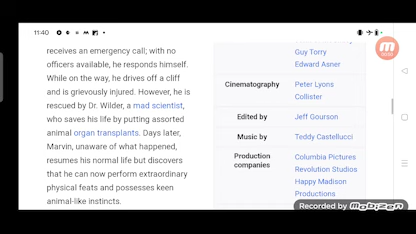 11:40
receives an emergency call; with no
officers available, he responds himself.
While on the way, he drives off a cliff
and is grievously injured. However, he is
rescued by Dr. Wilder, a mad scientist,
who saves his life by putting assorted
animal organ transplants. Days later,
Marvin, unaware of what happened,
resumes his normal life but discovers
that he can now perform extraordinary
physical feats and possesses keen
animal-like instincts.
Guy Torry
Edward Asner
Cinematography
Peter Lyons
Collister
Edited by
Jeff Gourson
Music by
Teddy Castellucci
Production
companies
Columbia Pictures
Revolution Studios
Happy Madison
Productions
Recorded by Mobizen